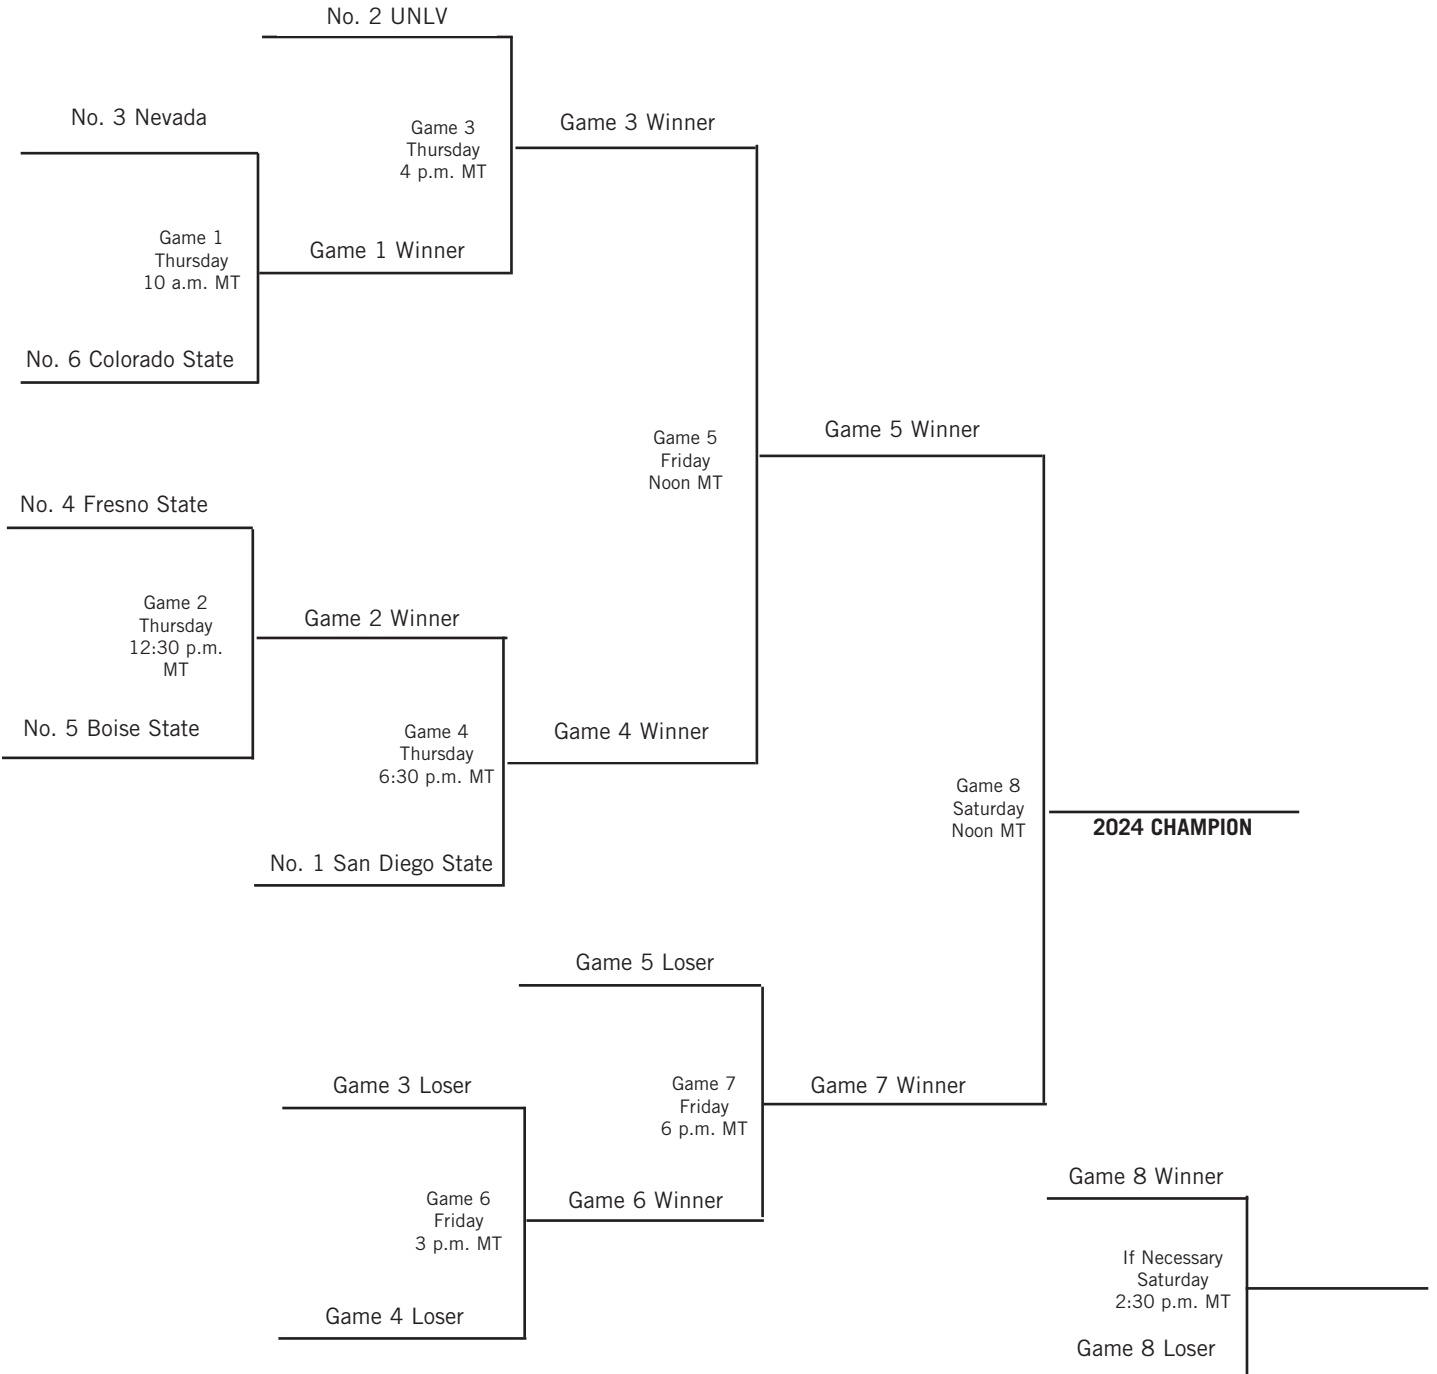 No. 2 UNLV
No. 3 Nevada
Game 3
Thursday
4 p.m. MT
Game 3 Winner
Game 1
Thursday
10 a.m. MT
Game 1 Winner
No. 6 Colorado State
Game 5
Friday
Noon MT
Game 5 Winner
No. 4 Fresno State
Game 2
Thursday
12:30 p.m.
MT
Game 2 Winner
No. 5 Boise State
Game 4
Thursday
6:30 p.m. MT
Game 4 Winner
No. 1 San Diego State
Game 8
Saturday
Noon MT
2024 CHAMPION
Game 5 Loser
Game 3 Loser
Game 7
Friday
6 p.m. MT
Game 7 Winner
Game 6
Friday
3 p.m. MT
Game 6 Winner
Game 4 Loser
Game 8 Winner
If Necessary
Saturday
2:30 p.m. MT
Game 8 Loser